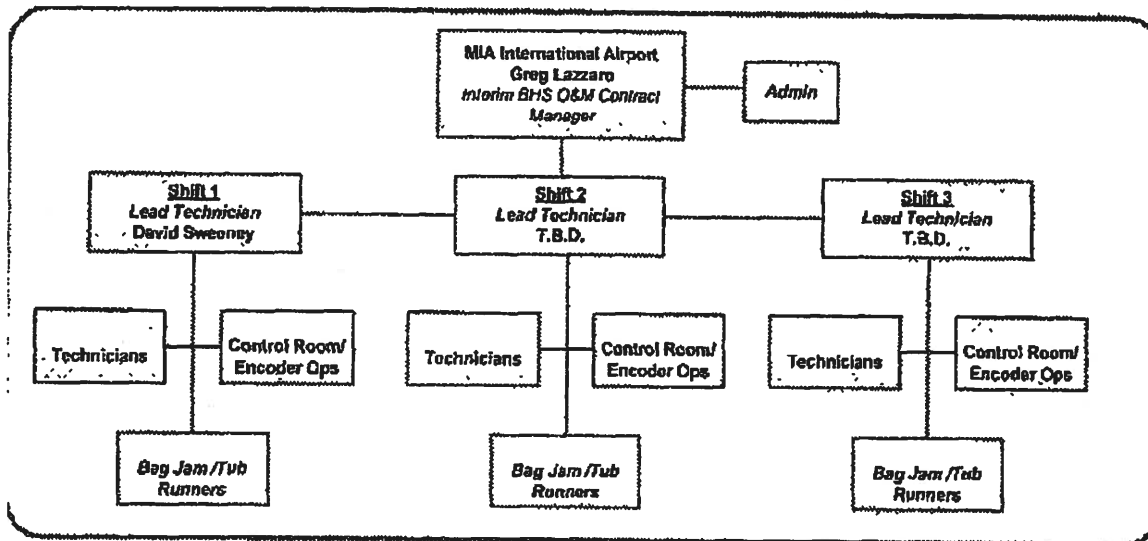 MIA International Airport
Greg Lazzaro
Interim BHS O&M Contract
Manager
Admin
Shift 1
Lead Technician
David Sweeney
Shift 2
Lead Technician
T.B.D.
Shift 3
Lead Technician
T.B.D.
Technicians
Control Room/
Encoder Ops
Technicians
Control Room/
Encoder Ops
Technicians
Control Room/
Encoder Ops
Bag Jam /Tub
Runners
Bag Jam /Tub
Runners
Bag Jam /Tub
Runners